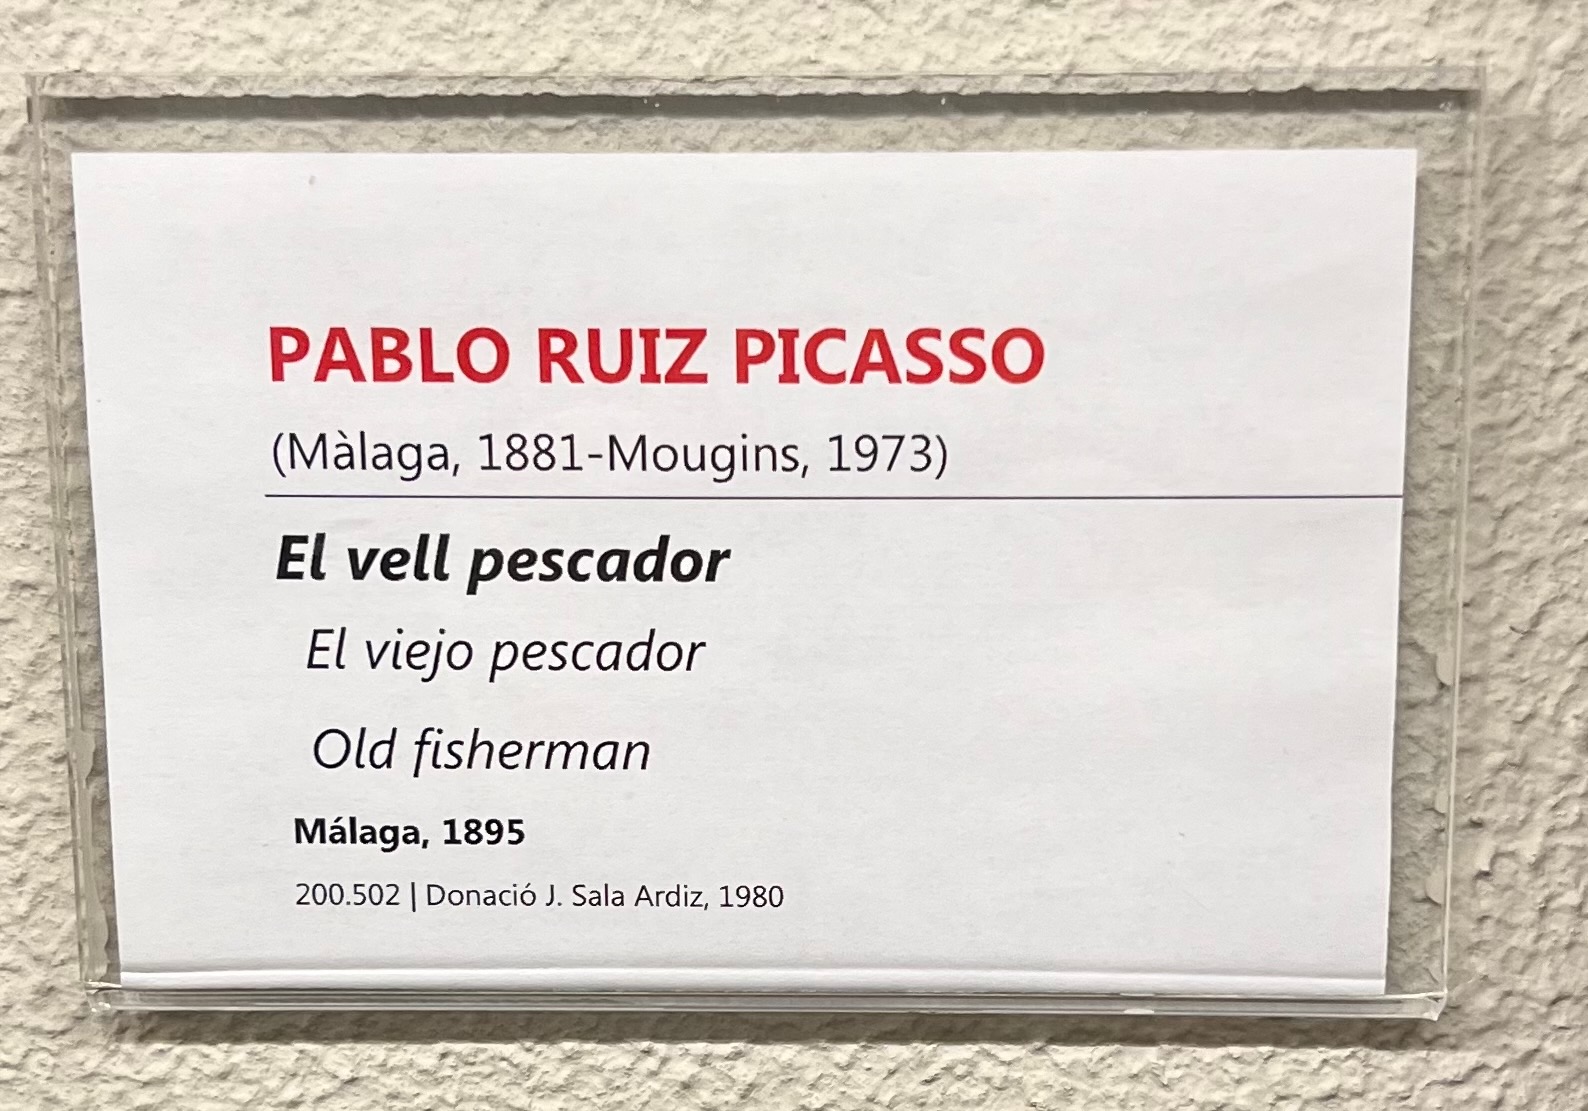 PABLO RUIZ PICASSO
(Màlaga, 1881-Mougins, 1973)
El vell pescador
El viejo pescador
Old fisherman
Málaga, 1895
200.502 | Donació J. Sala Ardiz, 1980